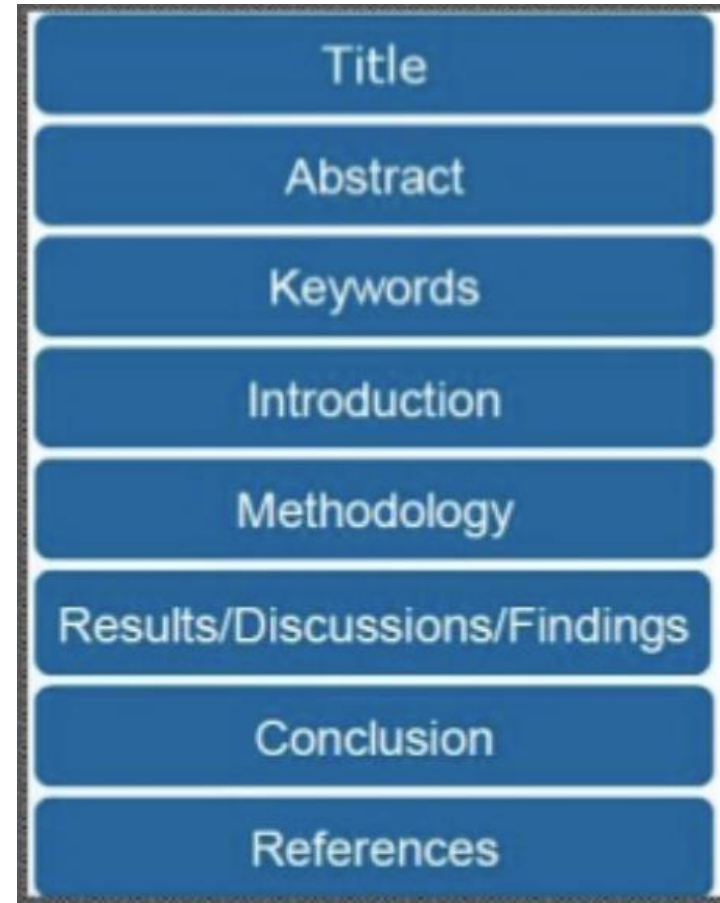 Title
Abstract
Keywords
Introduction
Methodology
Results/Discussions/Findings
Conclusion
References